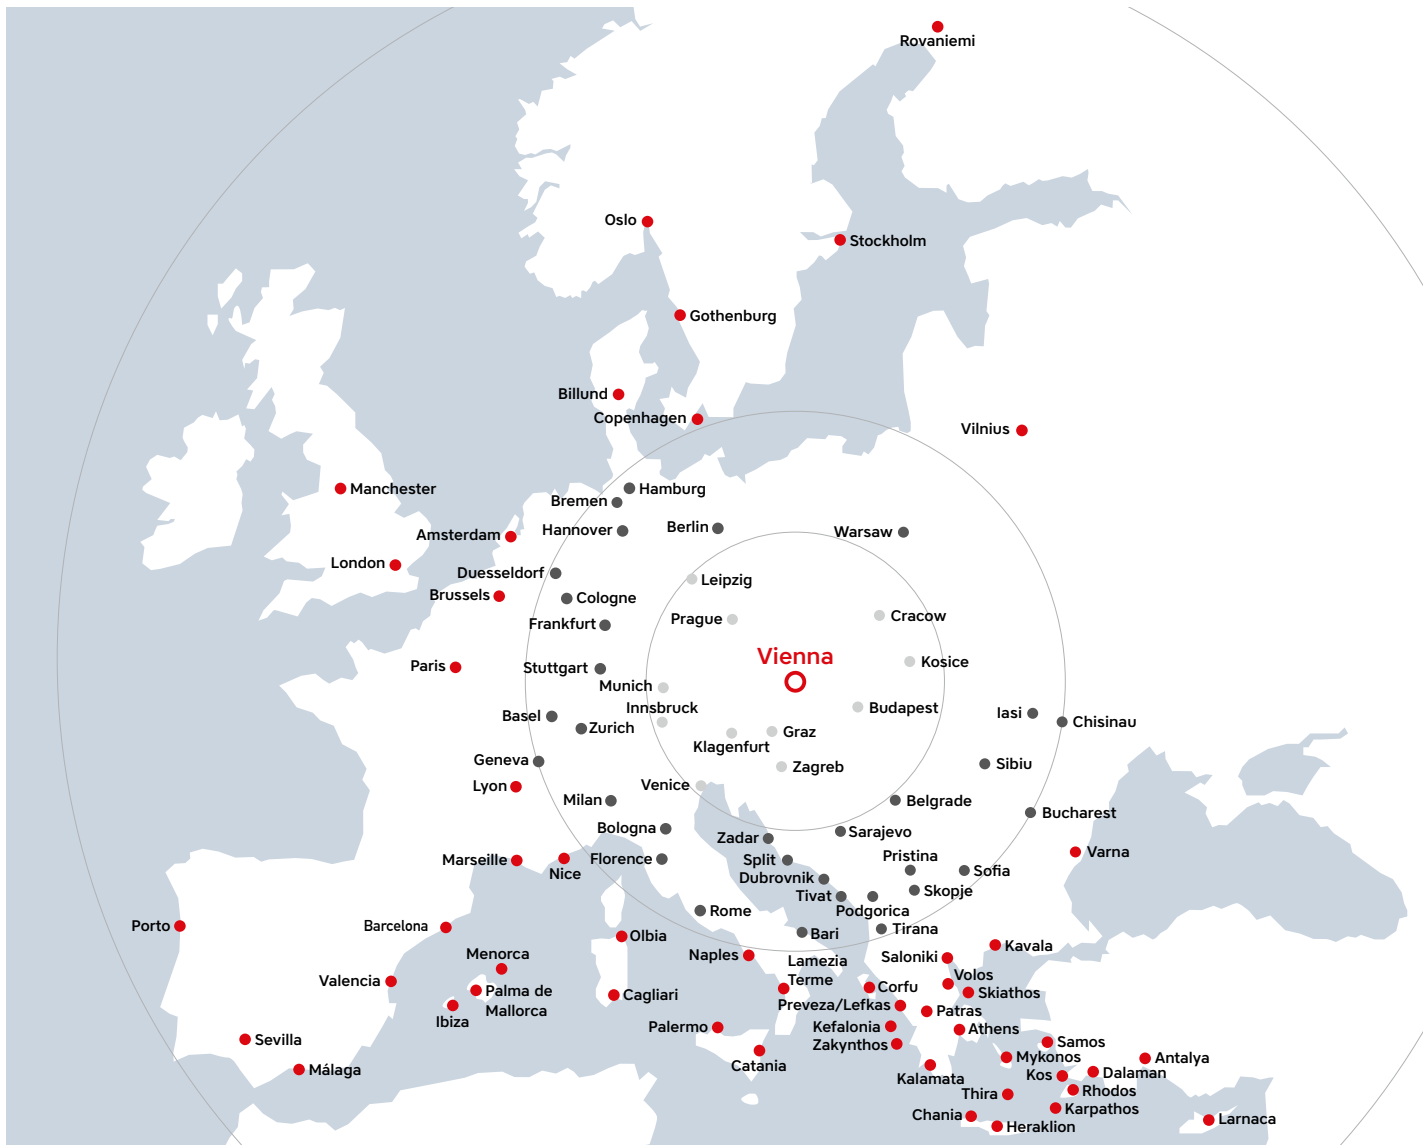 Rovaniemi
Oslo
Stockholm
Gothenburg
Billund
Copenhagen
Vilnius
Manchester
Hamburg
Bremen
Amsterdam
Hannover
Berlin
Warsaw
London
Duesseldorf
Leipzig
Brussels
Cologne
Prague
Cracow
Frankfurt
Vienna
Paris
Stuttgart
Kosice
Munich
Innsbruck
Budapest
Basel
Iasi
Chisinau
Zurich
Graz
Klagenfurt
Geneva
Zagreb
Sibiu
Lyon
Venice
Milan
Belgrade
Bucharest
Bologna
Zadar
Sarajevo
Varna
Marseille
Nice
Florence
Split
Pristina
Dubrovnik
Sofia
Skopje
Tivat
Podgorica
Rome
Porto
Barcelona
Bari
Tirana
Olbia
Kavala
Menorca
Naples
Lamezia
Terme
Saloniki
Volos
Valencia
Palma de
Mallorca
Cagliari
Corfu
Skiathos
Preveza/Lefkas
Ibiza
Patras
Palermo
Kefalonia
Athens
Sevilla
Zakynthos
Samos
Mykonos
Antalya
Málaga
Catania
Kalamata
Kos
Dalaman
Thira
Rhodos
Karpathos
Chania
Heraklion
Larnaca